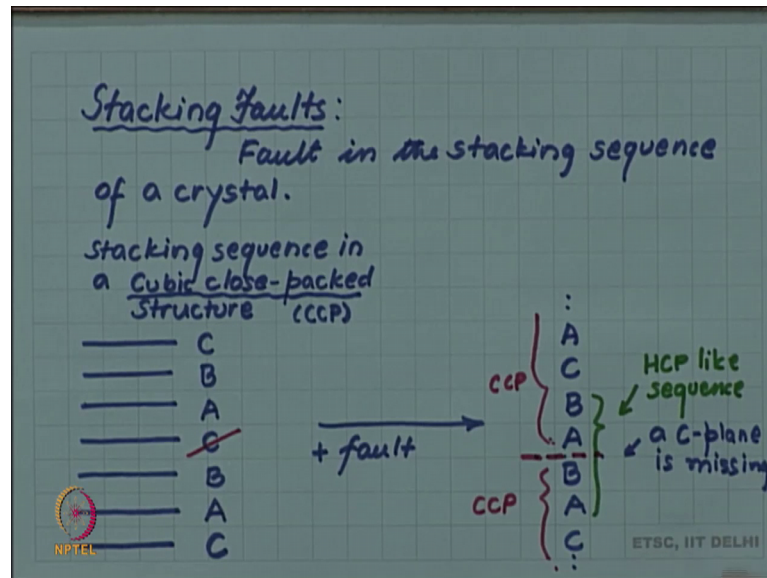 Stacking Faults:
Fault in the stacking sequence
of a crystal.
Stacking sequence in
a Cubic close-packed
Structure (CCP)
C
B
A
C
B
A
C
+ fault
:
A
C
B
A
B
A
C
:
CCP
CCP
HCP like
sequence
a C-plane
is missing
NPTEL
ETSC, IIT DELHI